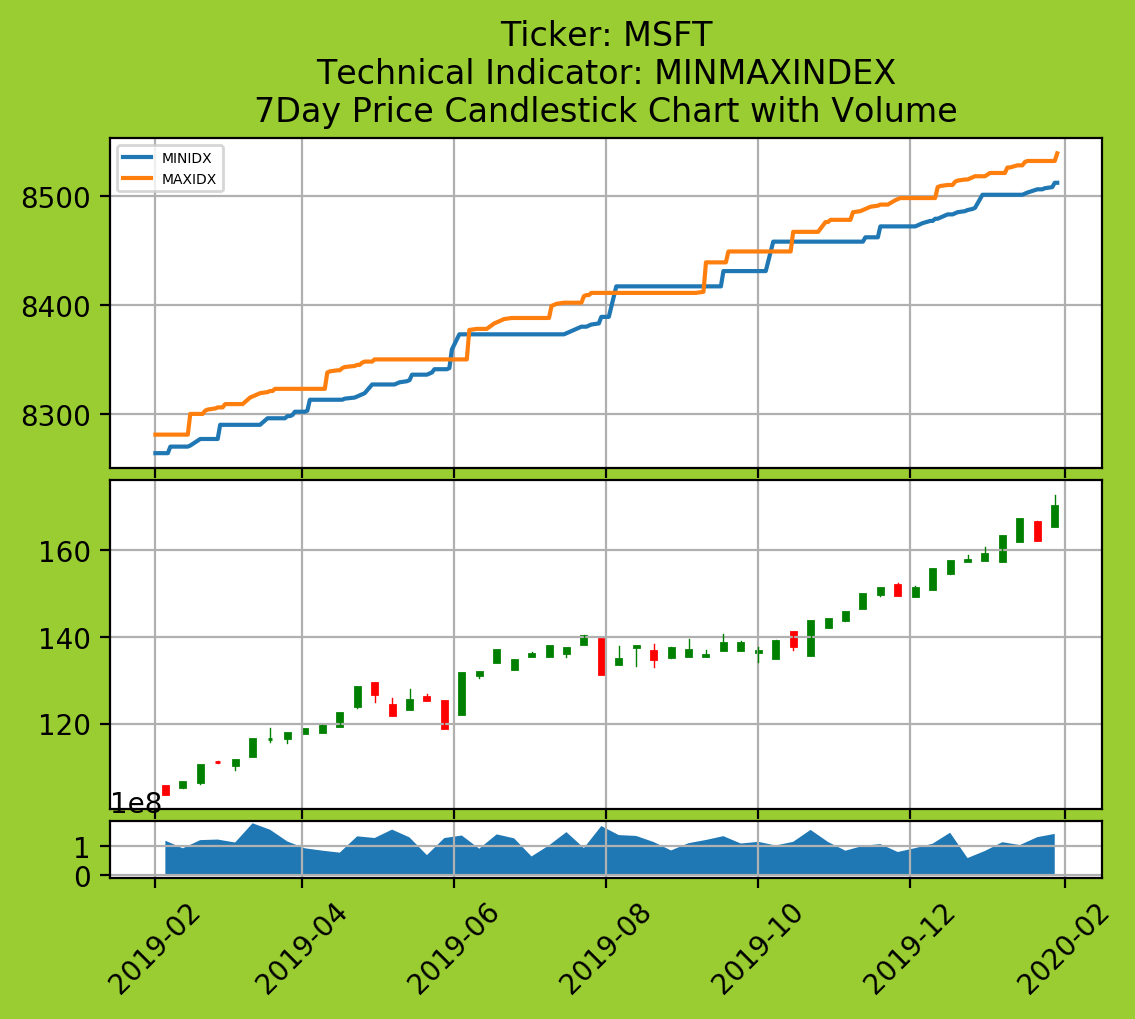 Ticker: MSFT
Technical Indicator: MINMAXINDEX
7Day Price Candlestick Chart with Volume
MINIDX
MAXIDX
8500
8400
8300
160
140
120
1e8
1
0
2019-02
2019-04
2019-06
2019-08
2019-10
2019-12
2020-02